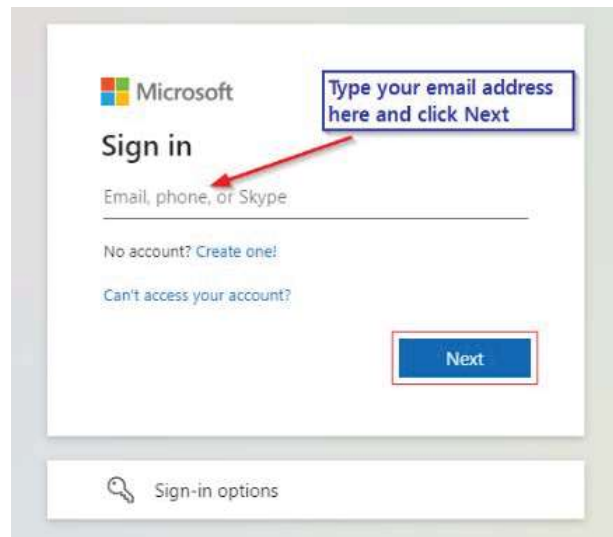 Microsoft
Type your email address
here and click Next
Sign in
Email, phone, or Skype
No account? Create one!
Can't access your account?
Next
Sign-in options